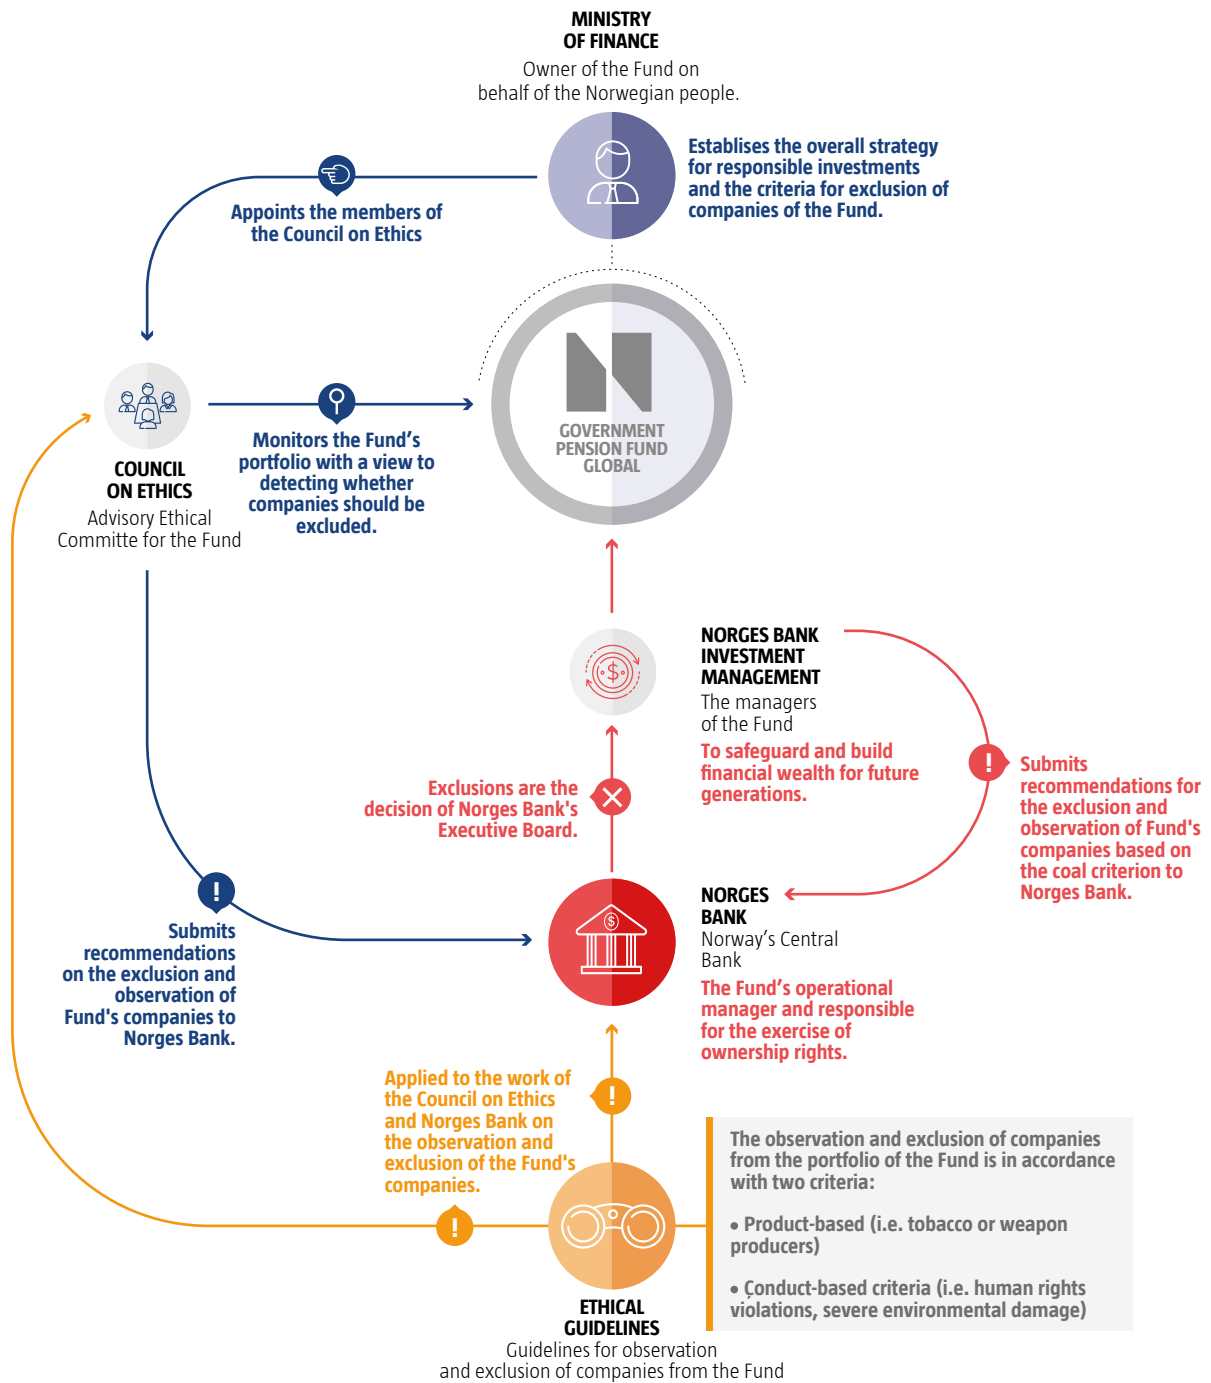 MINISTRY
OF FINANCE
Owner of the Fund on
behalf of the Norwegian people.
Establises the overall strategy
for responsible investments
and the criteria for exclusion of
companies of the Fund.
Appoints the members of
the Council on Ethics
GOVERNMENT
PENSION FUND
GLOBAL
Monitors the Fund's
portfolio with a view to
detecting whether
companies should be
excluded.
COUNCIL
ON ETHICS
Advisory Ethical
Committe for the Fund
NORGES BANK
INVESTMENT
MANAGEMENT
The managers
of the Fund
To safeguard and build
financial wealth for future
generations.
Submits
recommendations for
the exclusion and
observation of Fund's
companies based on
the coal criterion to
Norges Bank.
Exclusions are the
decision of Norges Bank's
Executive Board.
NORGES
BANK
Norway's Central
Bank
The Fund's operational
manager and responsible
for the exercise of
ownership rights.
Submits
recommendations
on the exclusion and
observation of
Fund's companies to
Norges Bank.
Applied to the work of
the Council on Ethics
and Norges Bank on
the observation and
exclusion of the Fund's
companies.
The observation and exclusion of companies
from the portfolio of the Fund is in accordance
with two criteria:
• Product-based (i.e. tobacco or weapon
producers)
• Conduct-based criteria (i.e. human rights
violations, severe environmental damage)
ETHICAL
GUIDELINES
Guidelines for observation
and exclusion of companies from the Fund